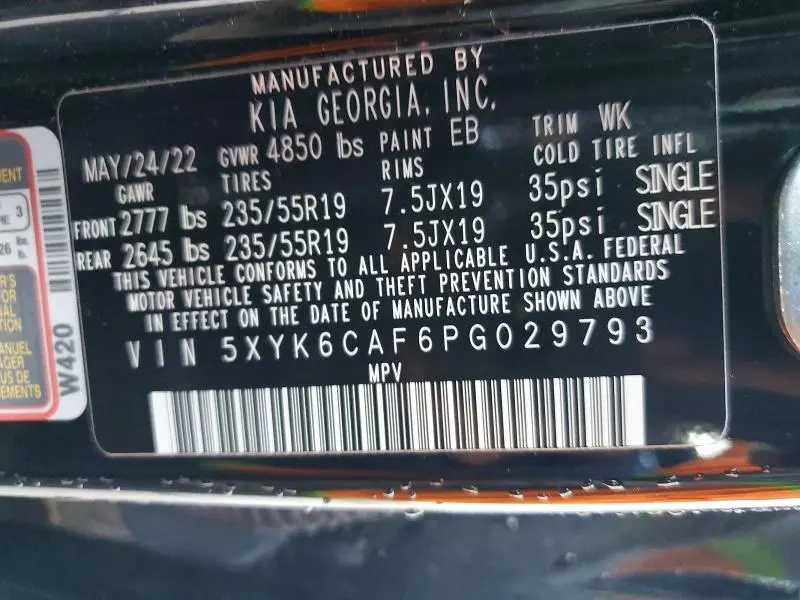 MANUFACTURED BY
KIA GEORGIA, INC.
MAY/24/22 GVWR 4850 lbs PAINT EB TRIM WK
GAWR TIRES RIMS COLD TIRE INFL
FRONT 2777 lbs 235/55R19 7.5JX19 35psi SINGLE
REAR 2645 lbs 235/55R19 7.5JX19 35psi SINGLE
THIS VEHICLE CONFORMS TO ALL APPLICABLE U.S.A. FEDERAL
MOTOR VEHICLE SAFETY AND THEFT PREVENTION STANDARDS
IN EFFECT ON THE DATE OF MANUFACTURE SHOWN ABOVE
VIN 5XYK6CAF6PG029793
MPV
W420
3